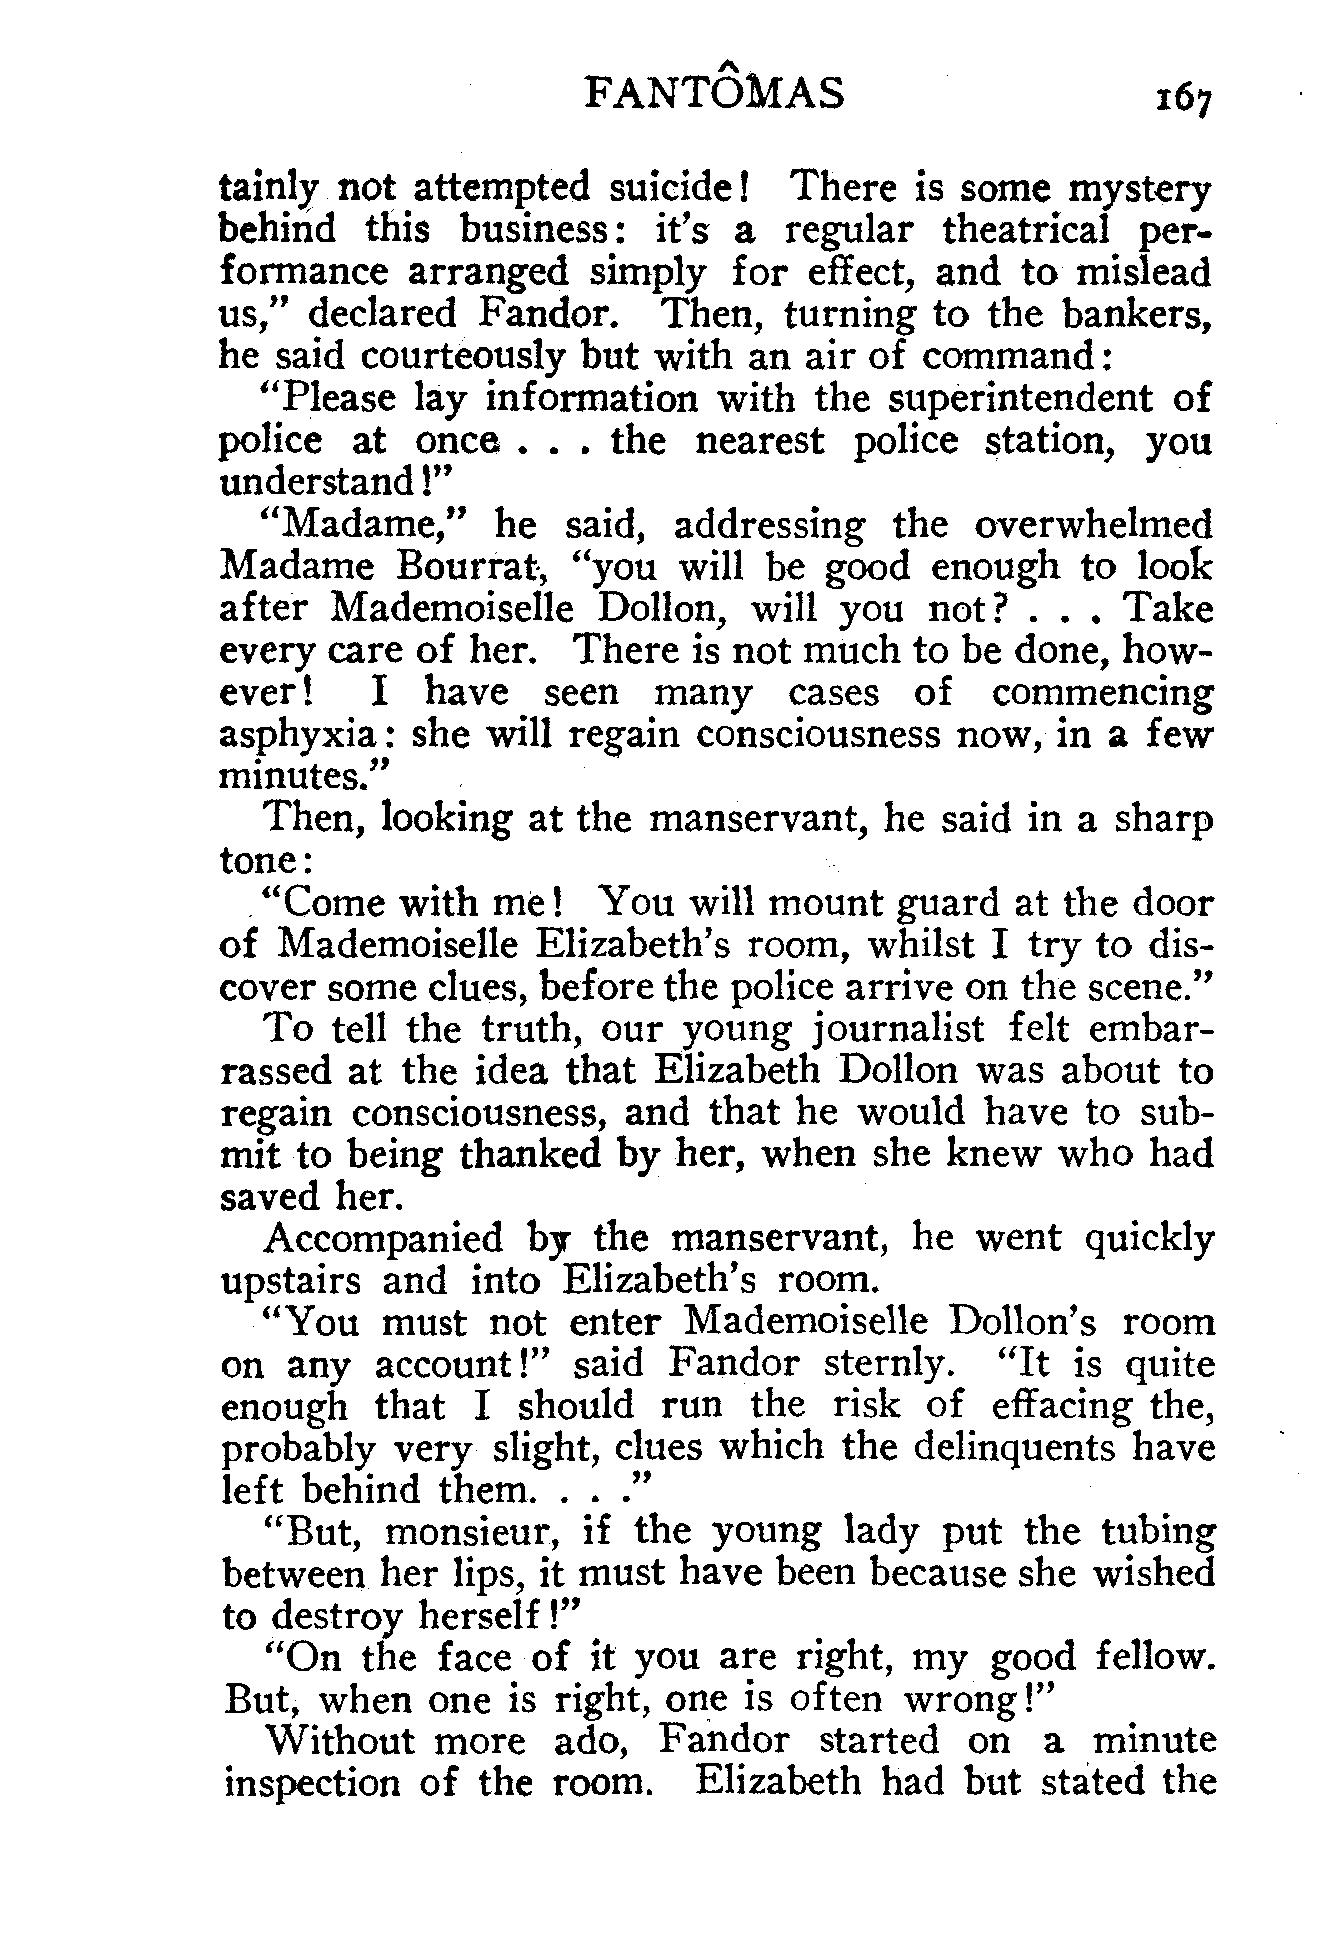 FANTÔMAS 167
tainly not attempted suicide! There is some mystery
behind this business: it's a regular theatrical per-
formance arranged simply for effect, and to mislead
us," declared Fandor. Then, turning to the bankers,
he said courteously but with an air of command:
"Please lay information with the superintendent of
police at once . . . the nearest police station, you
understand!"
"Madame," he said, addressing the overwhelmed
Madame Bourrat, "you will be good enough to look
after Mademoiselle Dollon, will you not? . . . Take
every care of her. There is not much to be done, how-
ever! I have seen many cases of commencing
asphyxia: she will regain consciousness now, in a few
minutes."
Then, looking at the manservant, he said in a sharp
tone:
"Come with me! You will mount guard at the door
of Mademoiselle Elizabeth's room, whilst I try to dis-
cover some clues, before the police arrive on the scene."
To tell the truth, our young journalist felt embar-
rassed at the idea that Elizabeth Dollon was about to
regain consciousness, and that he would have to sub-
mit to being thanked by her, when she knew who had
saved her.
Accompanied by the manservant, he went quickly
upstairs and into Elizabeth's room.
"You must not enter Mademoiselle Dollon's room
on any account!" said Fandor sternly. "It is quite
enough that I should run the risk of effacing the,
probably very slight, clues which the delinquents have
left behind them. . . ."
"But, monsieur, if the young lady put the tubing
between her lips, it must have been because she wished
to destroy herself!"
"On the face of it you are right, my good fellow.
But, when one is right, one is often wrong!"
Without more ado, Fandor started on a minute
inspection of the room. Elizabeth had but stated the